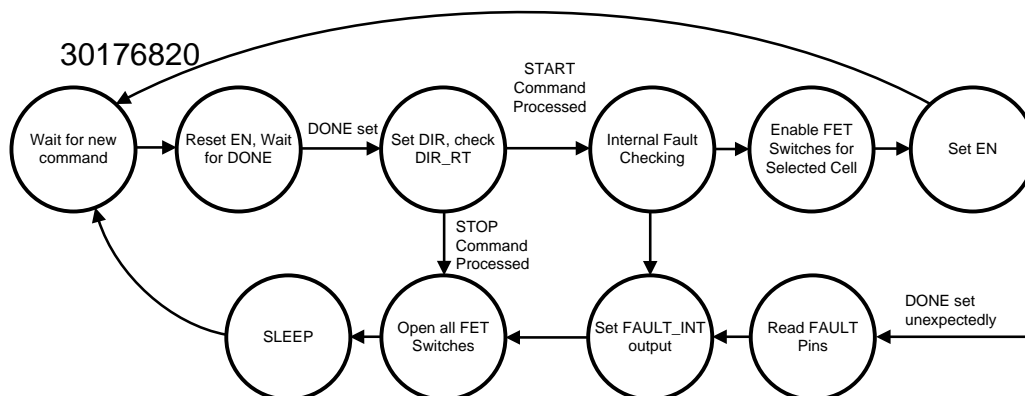 30176820
START
Command
Processed
Wait for new
command
Reset EN, Wait
for DONE
DONE set
Set DIR, check
DIR_RT
Internal Fault
Checking
Enable FET
Switches for
Selected Cell
Set EN
STOP
Command
Processed
SLEEP
Open all FET
Switches
Set FAULT_INT
output
Read FAULT
Pins
DONE set
unexpectedly